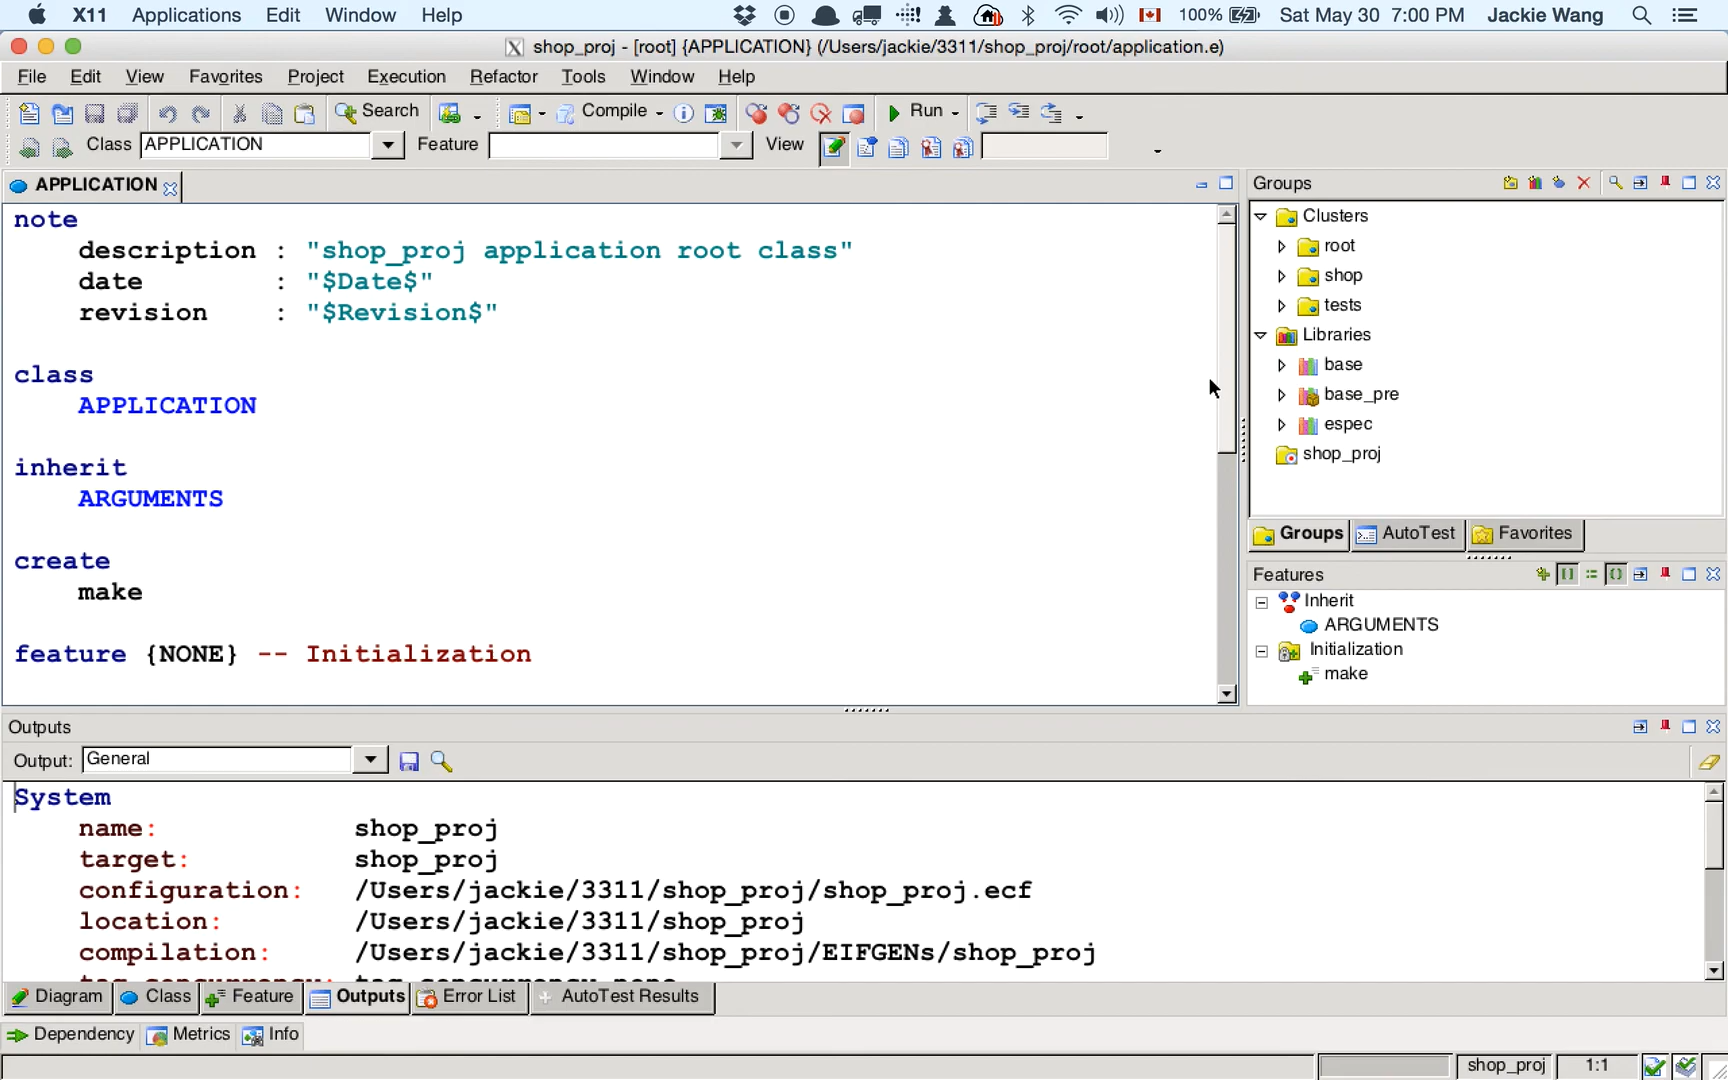 X11 Applications Edit Window Help 100% Sat May 30 7:00 PM Jackie Wang
shop_proj - [root] {APPLICATION} (/Users/jackie/3311/shop_proj/root/application.e)
File Edit View Favorites Project Execution Refactor Tools Window Help
Search Compile Run
Class APPLICATION Feature View
APPLICATION
note
description : "shop_proj application root class"
date : "$Date$"
revision : "$Revision$"
class
APPLICATION
inherit
ARGUMENTS
create
make
feature {NONE} -- Initialization
Groups
Clusters
root
shop
tests
Libraries
base
base_pre
espec
shop_proj
Groups AutoTest Favorites
Features
Inherit
ARGUMENTS
Initialization
make
Outputs
Output: General
System
name: shop_proj
target: shop_proj
configuration: /Users/jackie/3311/shop_proj/shop_proj.ecf
location: /Users/jackie/3311/shop_proj
compilation: /Users/jackie/3311/shop_proj/EIFGENs/shop_proj
Diagram Class Feature Outputs Error List AutoTest Results
Dependency Metrics Info
shop_proj 1:1